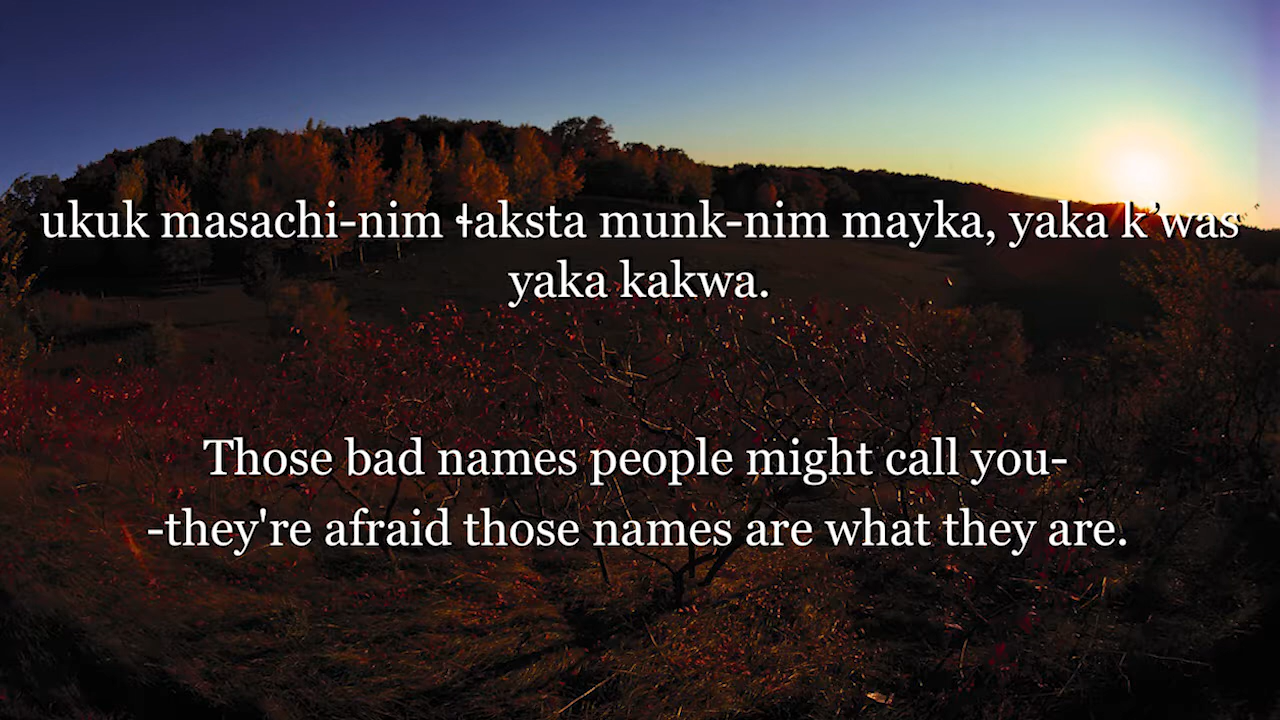 ukuk masachi-nim ɬaksta munk-nim mayka, yaka k’was
yaka kakwa.
Those bad names people might call you-
-they're afraid those names are what they are.